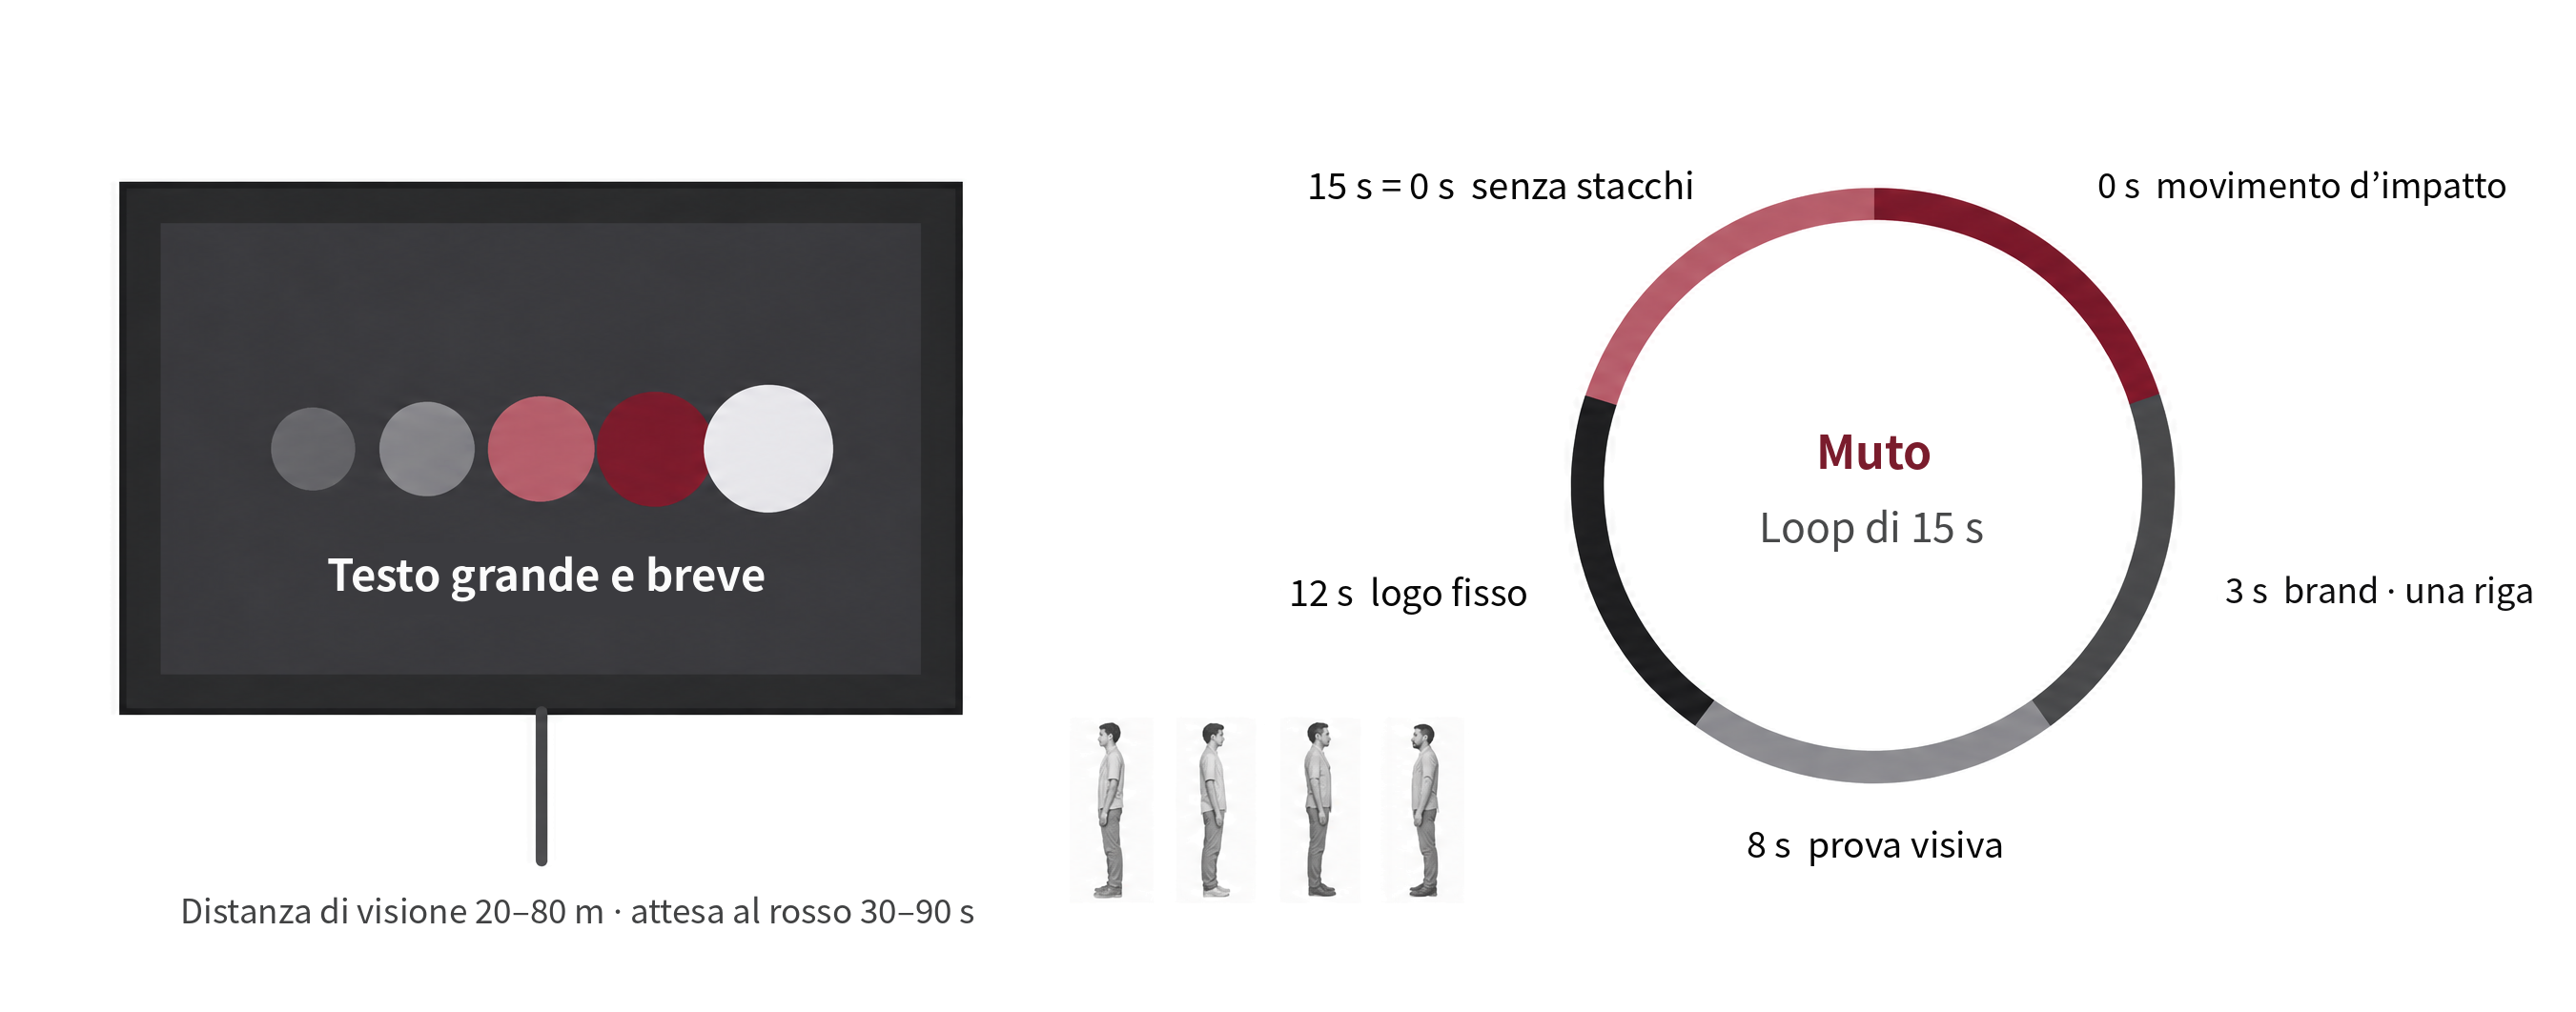 Testo grande e breve
Distanza di visione 20–80 m · attesa al rosso 30–90 s
15 s = 0 s  senza stacchi
0 s  movimento d’impatto
Muto
Loop di 15 s
12 s  logo fisso
3 s  brand · una riga
8 s  prova visiva